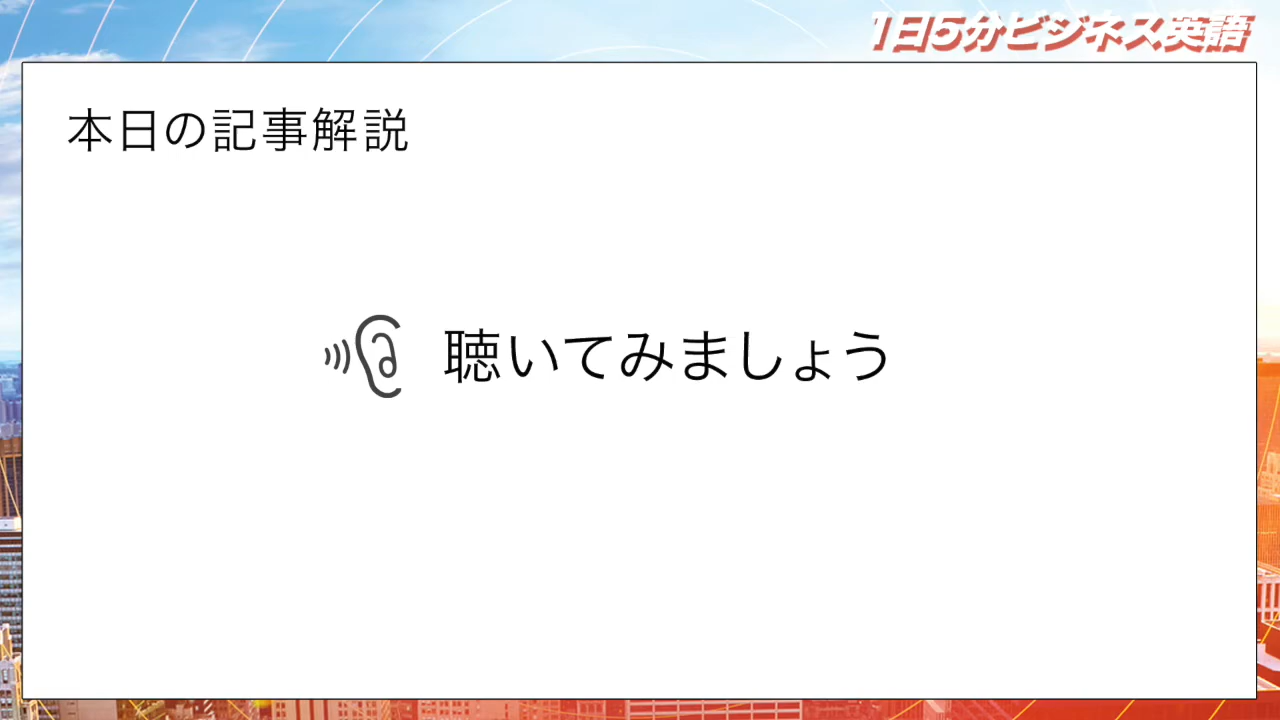 1日5分ビジネス英語
本日の記事解説
聴いてみましょう